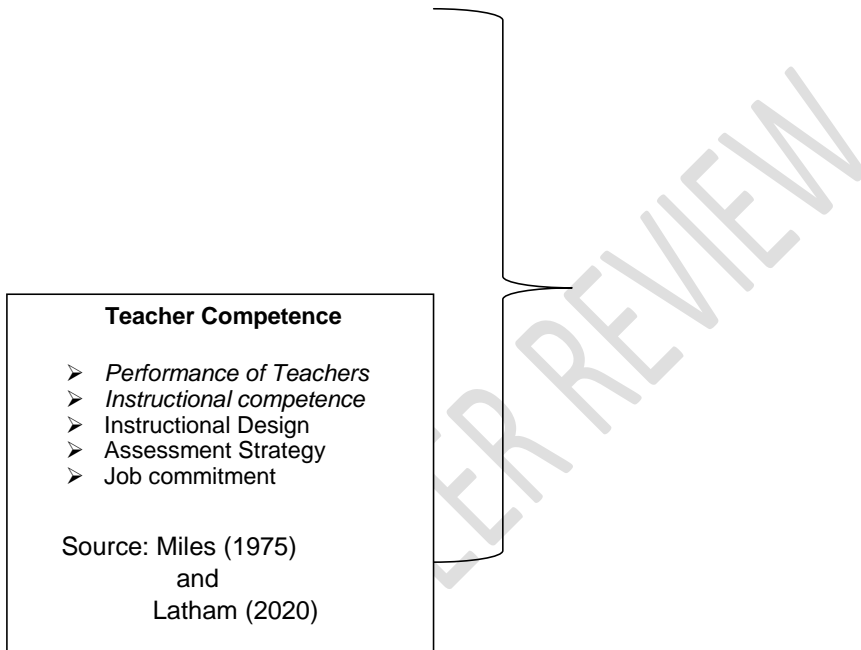 Teacher Competence
➢ Performance of Teachers
➢ Instructional competence
➢ Instructional Design
➢ Assessment Strategy
➢ Job commitment
Source: Miles (1975)
and
Latham (2020)
ER REVIEW